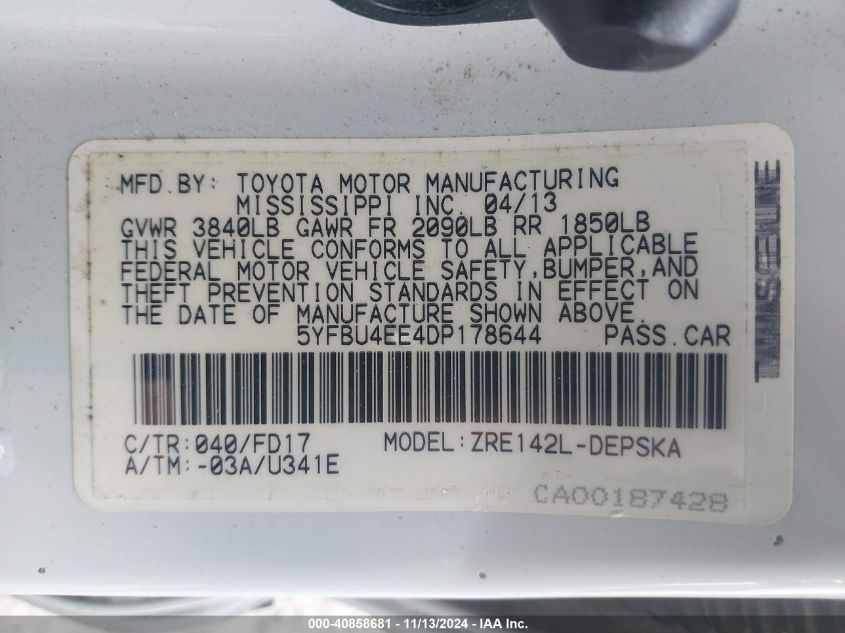 MFD.BY: TOYOTA MOTOR MANUFACTURING
MISSISSIPPI INC. 04/13
GVWR 3840LB GAWR FR 2090LB RR 1850LB
THIS VEHICLE CONFORMS TO ALL APPLICABLE
FEDERAL MOTOR VEHICLE SAFETY,BUMPER,AND
THEFT PREVENTION STANDARDS IN EFFECT ON
THE DATE OF MANUFACTURE SHOWN ABOVE.
5YFBU4EE4DP178644 PASS.CAR
C/TR:040/FD17 MODEL:ZRE142L-DEPSKA
A/TM:-03A/U341E
CA00187428
000-40858681 - 11/13/2024 - IAA Inc.